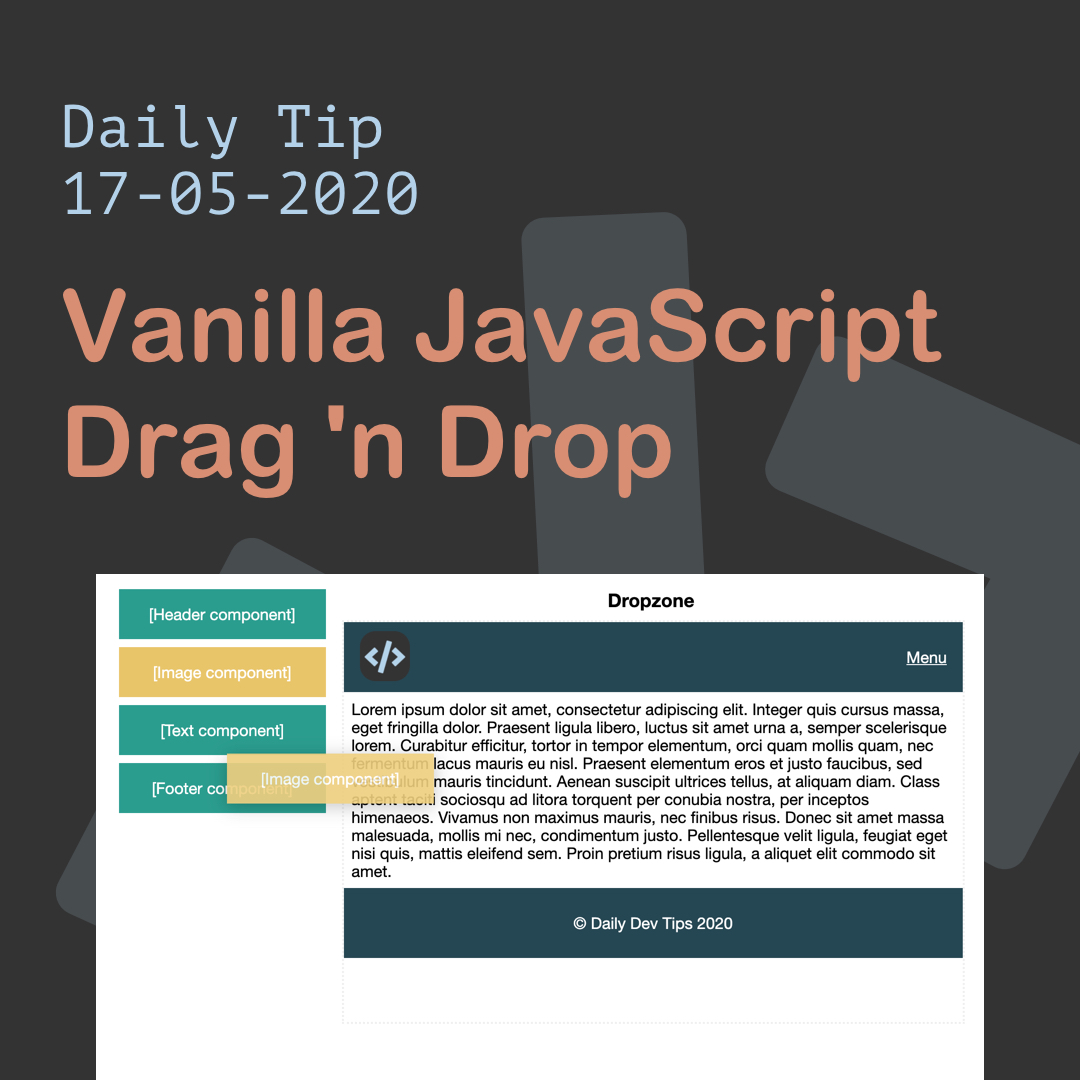 Daily Tip
17-05-2020
Vanilla JavaScript
Drag 'n Drop
[Header component]
[Image component]
[Text component]
[Footer component]
[Image component]
Dropzone
</>
Menu
Lorem ipsum dolor sit amet, consectetur adipiscing elit. Integer quis cursus massa,
eget fringilla dolor. Praesent ligula libero, luctus sit amet urna a, semper scelerisque
lorem. Curabitur efficitur, tortor in tempor elementum, orci quam mollis quam, nec
fermentum lacus mauris eu nisl. Praesent elementum eros et justo faucibus, sed
mauris tincidunt. Aenean suscipit ultrices tellus, at aliquam diam. Class
aptent taciti sociosqu ad litora torquent per conubia nostra, per inceptos
himenaeos. Vivamus non maximus mauris, nec finibus risus. Donec sit amet massa
malesuada, mollis mi nec, condimentum justo. Pellentesque velit ligula, feugiat eget
nisi quis, mattis eleifend sem. Proin pretium risus ligula, a aliquet elit commodo sit
amet.
© Daily Dev Tips 2020